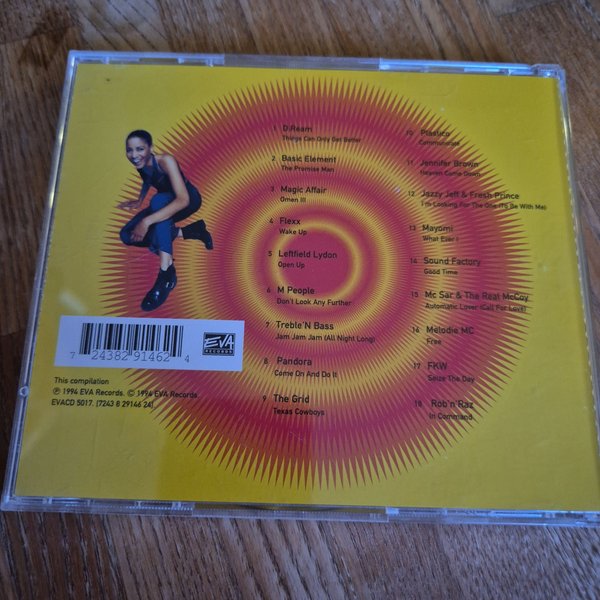 1 D:Ream
Things Can Only Get Better
2 Basic Element
The Promise Man
3 Magic Affair
Omen III
4 Flexx
Wake Up
5 Leftfield Lydon
Open Up
6 M People
Don't Look Any Further
7 Treble'N Bass
Jam Jam Jam (All Night Long)
8 Pandora
Come On And Do It
9 The Grid
Texas Cowboys
10 Plastico
Communicate
11 Jennifer Brown
Heaven Come Down
12 Jazzy Jeff & Fresh Prince
I'm Looking For The One (To Be With Me)
13 Mayomi
What Ever !
14 Sound Factory
Good Time
15 Mc Sar & The Real McCoy
Automatic Lover (Call For Love)
16 Melodie MC
Free
17 FKW
Seize The Day
18 Rob'n'Raz
In Command
7 24382 91462 4
EVA
RECORDS
This compilation
℗ 1994 EVA Records. © 1994 EVA Records.
EVACD 5017. (7243 8 29146 24)